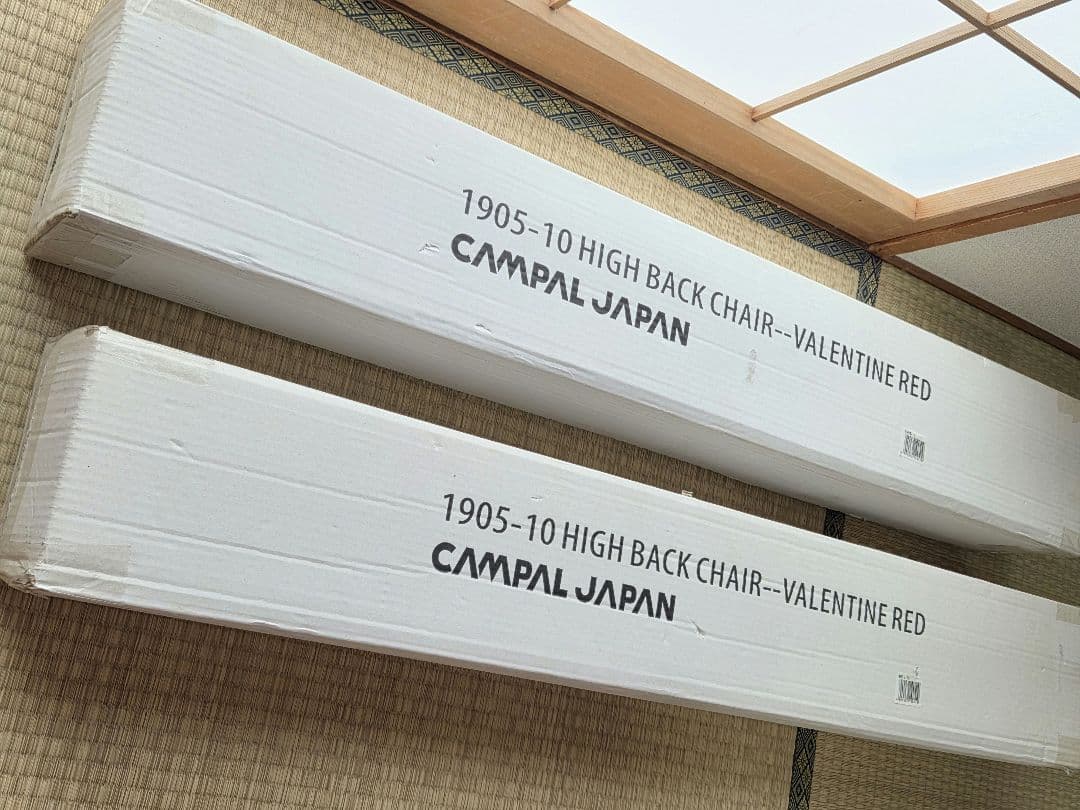 1905-10 HIGH BACK CHAIR--VALENTINE RED
CAMPAL JAPAN
1905-10 HIGH BACK CHAIR--VALENTINE RED
CAMPAL JAPAN